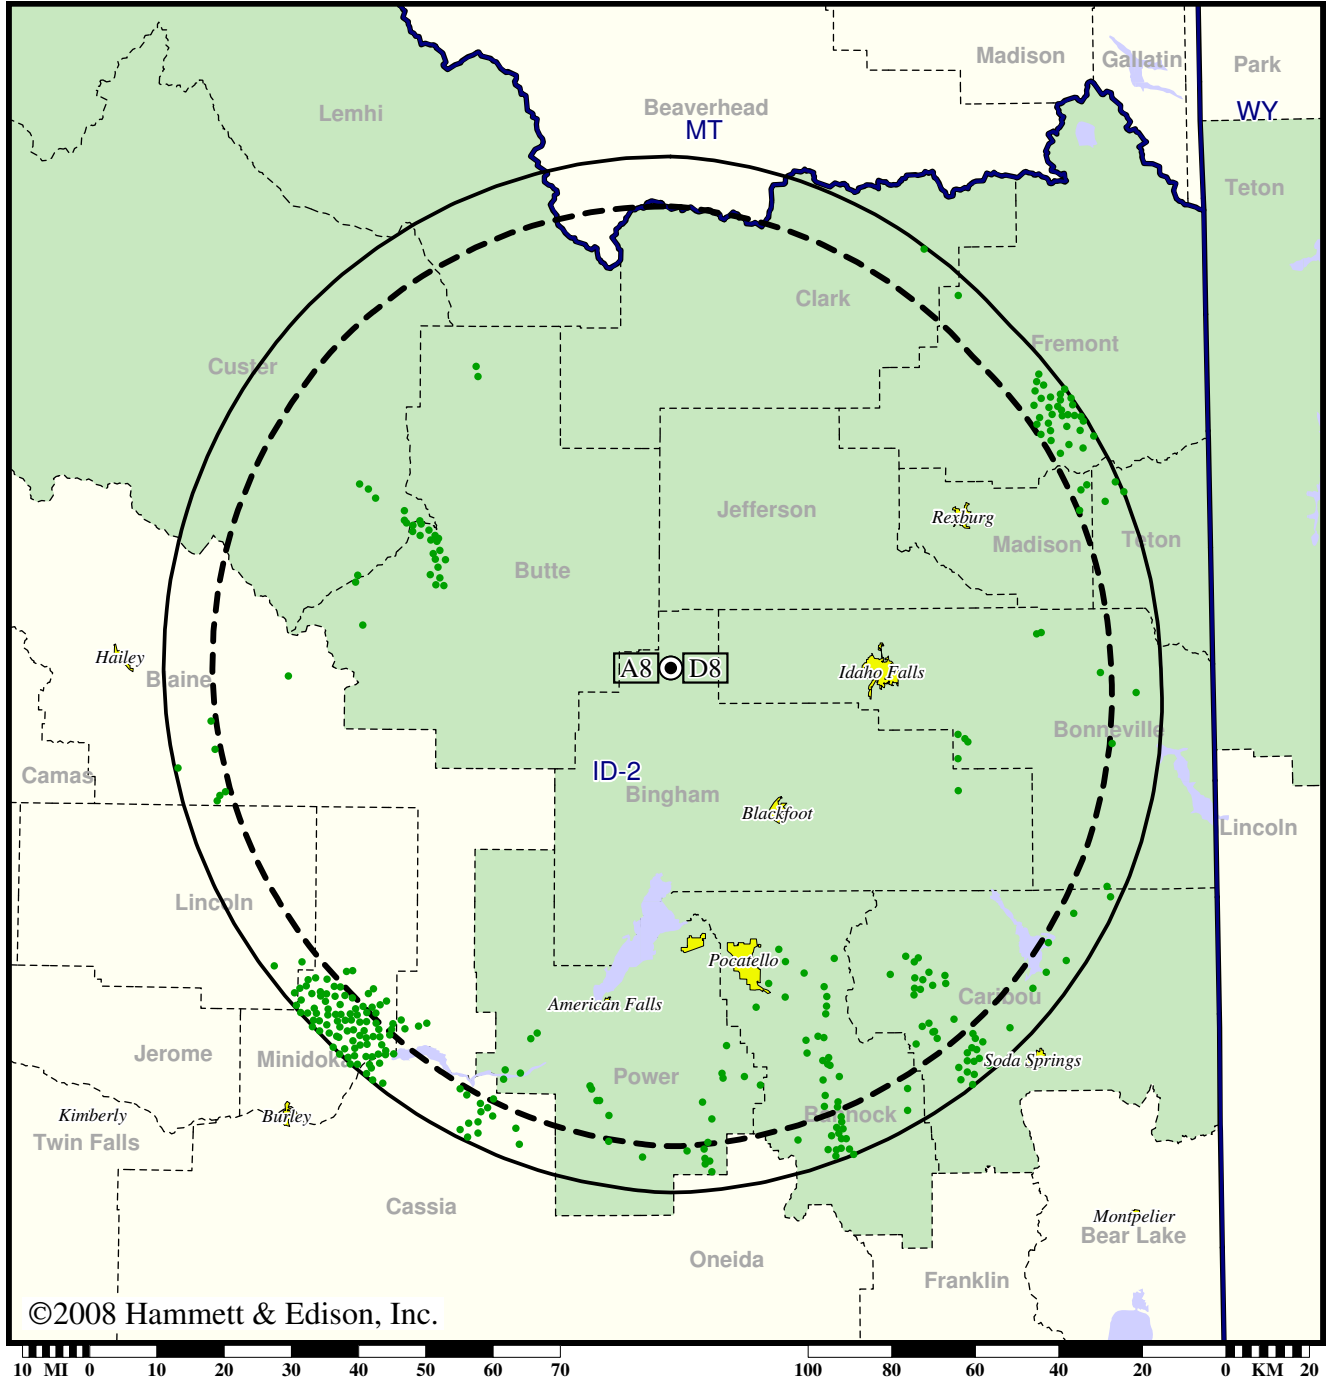 Madison
Gallatin
Park
Lemhi
Beaverhead
MT
WY
Teton
Clark
Fremont
Custer
Jefferson
Rexburg
Madison
Teton
Butte
Hailey
Blaine
A8
D8
Idaho Falls
Bonneville
ID-2
Camas
Bingham
Blackfoot
Lincoln
Lincoln
Pocatello
American Falls
Caribou
Jerome
Minidoka
Soda Springs
Power
Kimberly
Burley
Bannock
Twin Falls
Cassia
Montpelier
Bear Lake
Oneida
Franklin
©2008 Hammett & Edison, Inc.
10 MI 0 10 20 30 40 50 60 70
100 80 60 40 20 0 KM 20